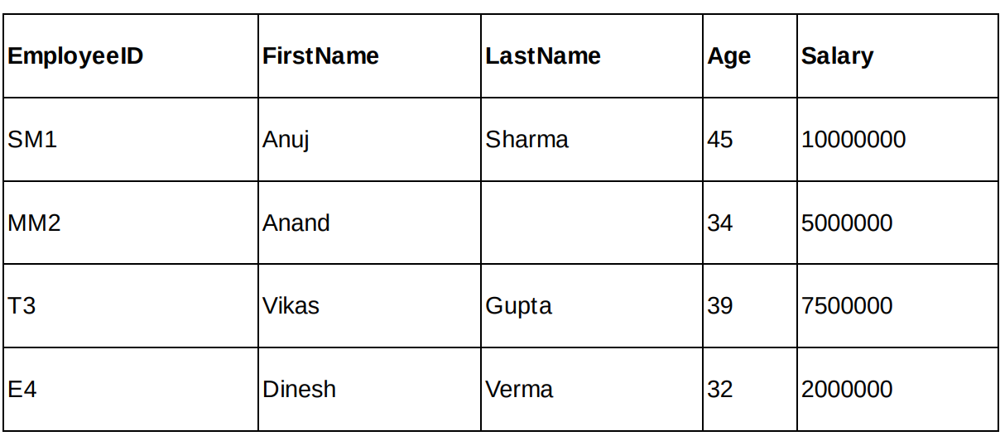 EmployeeID FirstName LastName Age Salary
SM1 Anuj Sharma 45 10000000
MM2 Anand 34 5000000
T3 Vikas Gupta 39 7500000
E4 Dinesh Verma 32 2000000